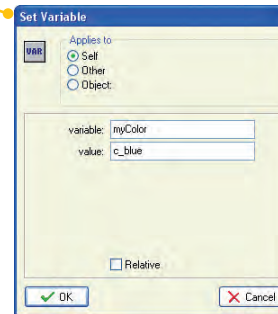 Set Variable
VAR
Applies to
Self
Other
Object:
variable: myColor
value: c_blue
Relative
OK
Cancel